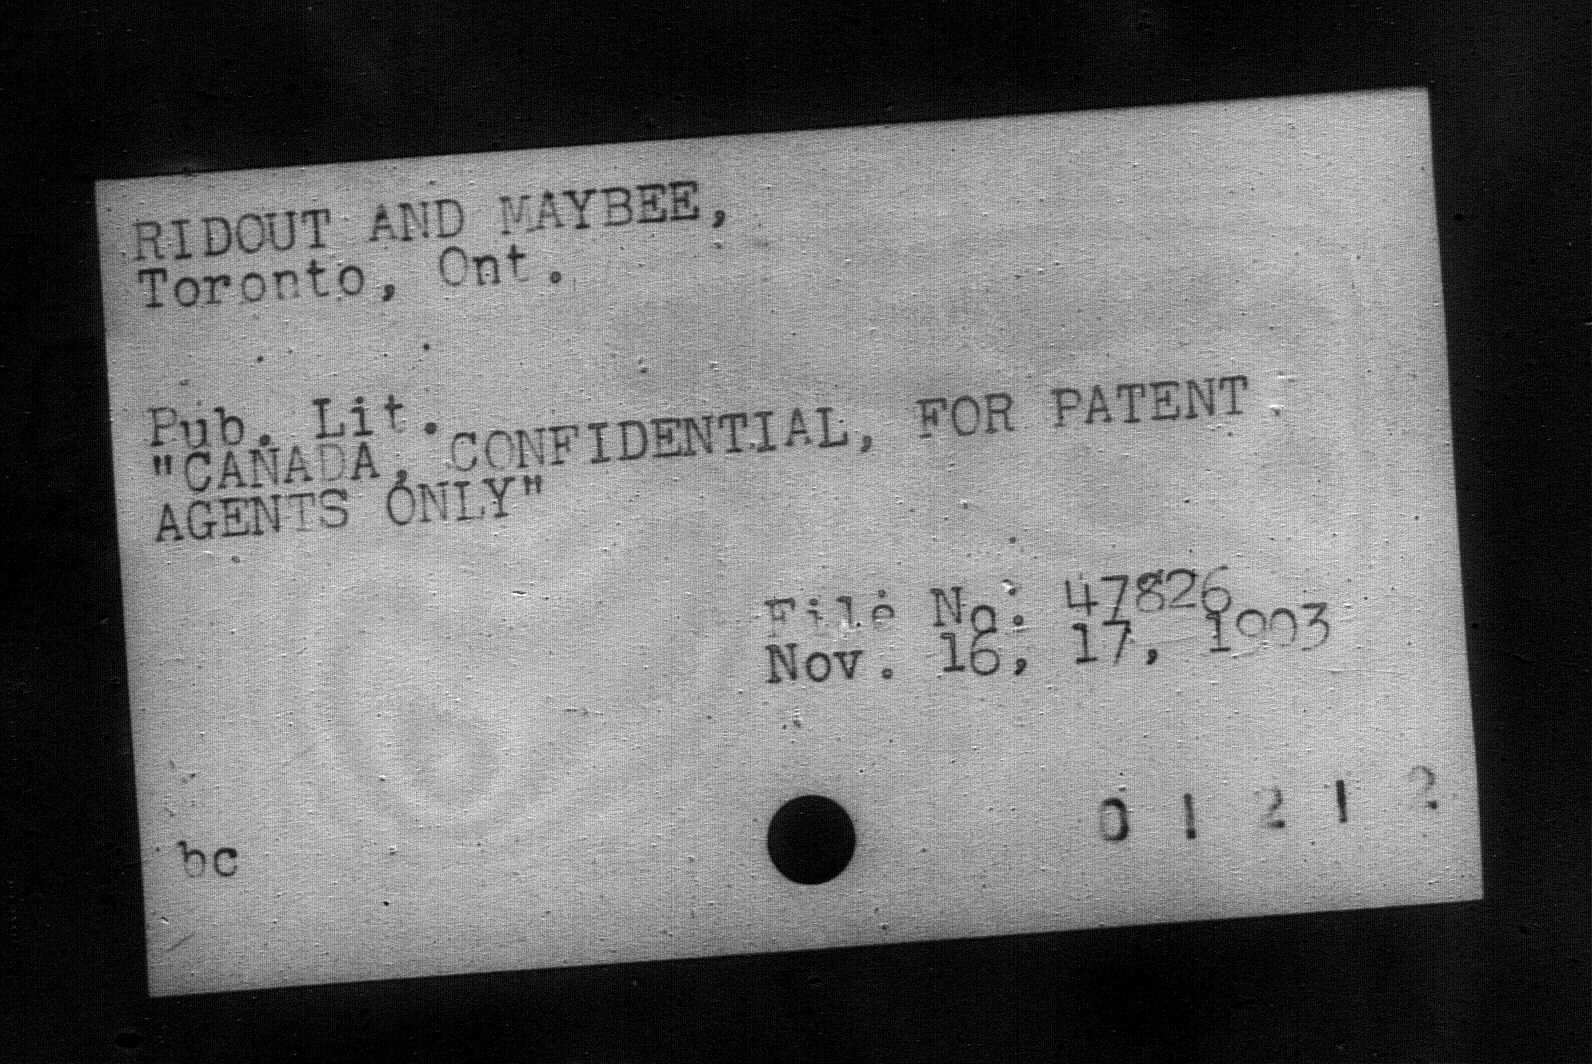 RIDOUT AND MAYBEE,
Toronto, Ont.
Pub. Lit.
"CANADA, CONFIDENTIAL, FOR PATENT
AGENTS ONLY"
File No. 47826
Nov. 16, 17, 1903
bc
0 1 2 1 2